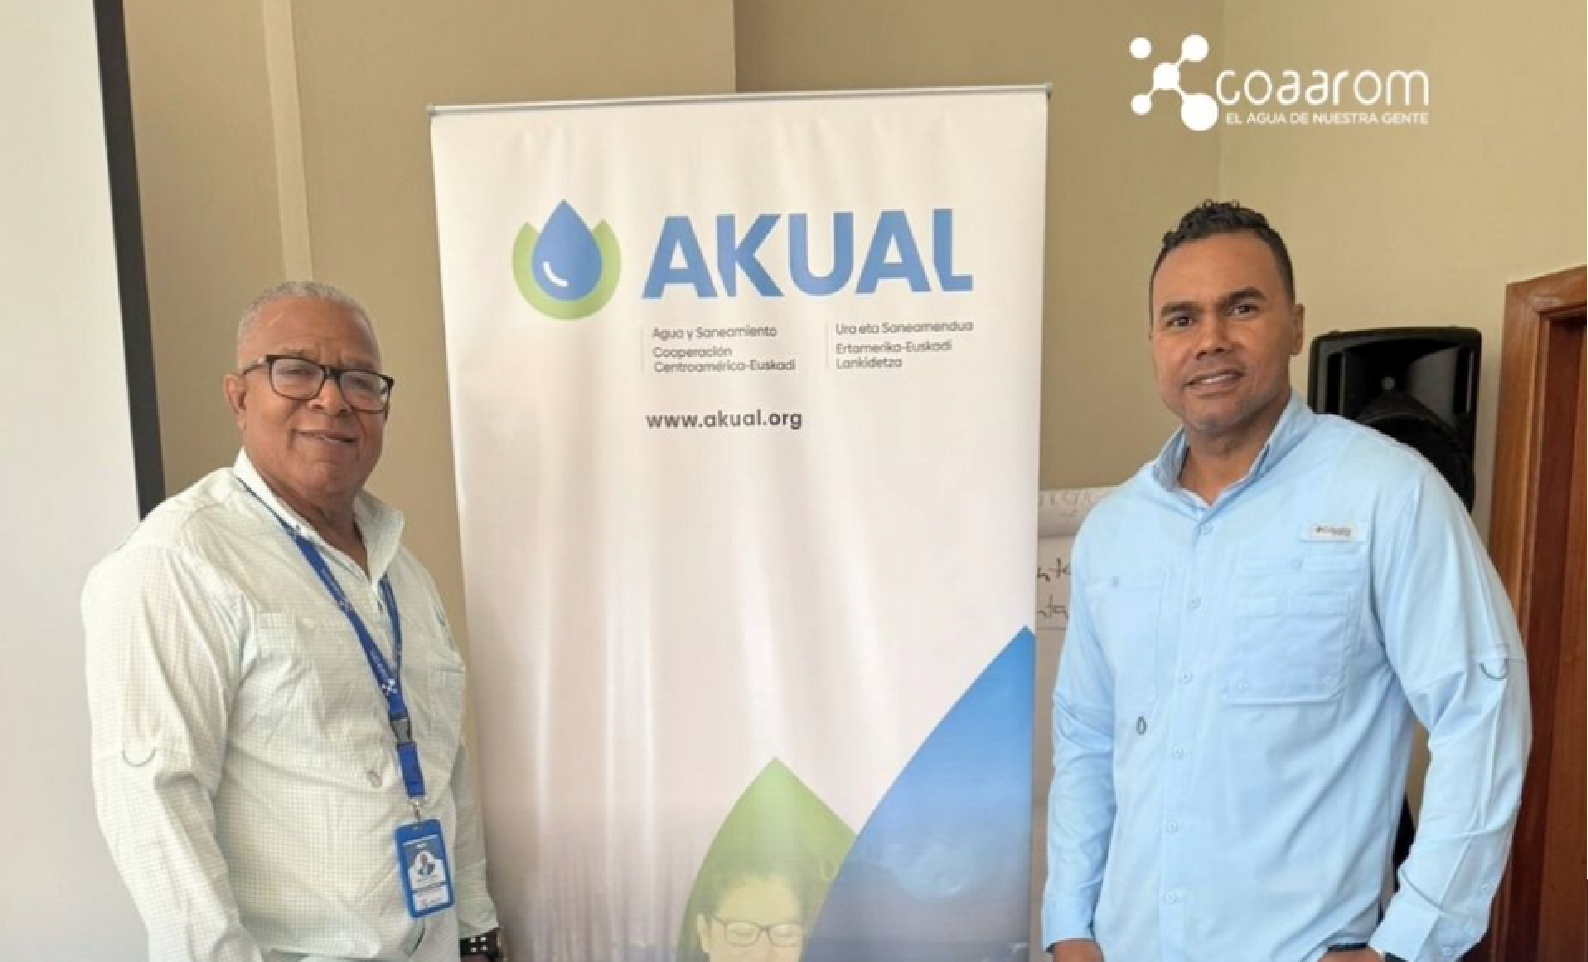 coaarom
EL AGUA DE NUESTRA GENTE
AKUAL
Agua y Saneamiento
Cooperación
Centroamérica-Euskadi
Ura eta Saneamendua
Ertamerika-Euskadi
Lankidetza
www.akual.org
Columbia